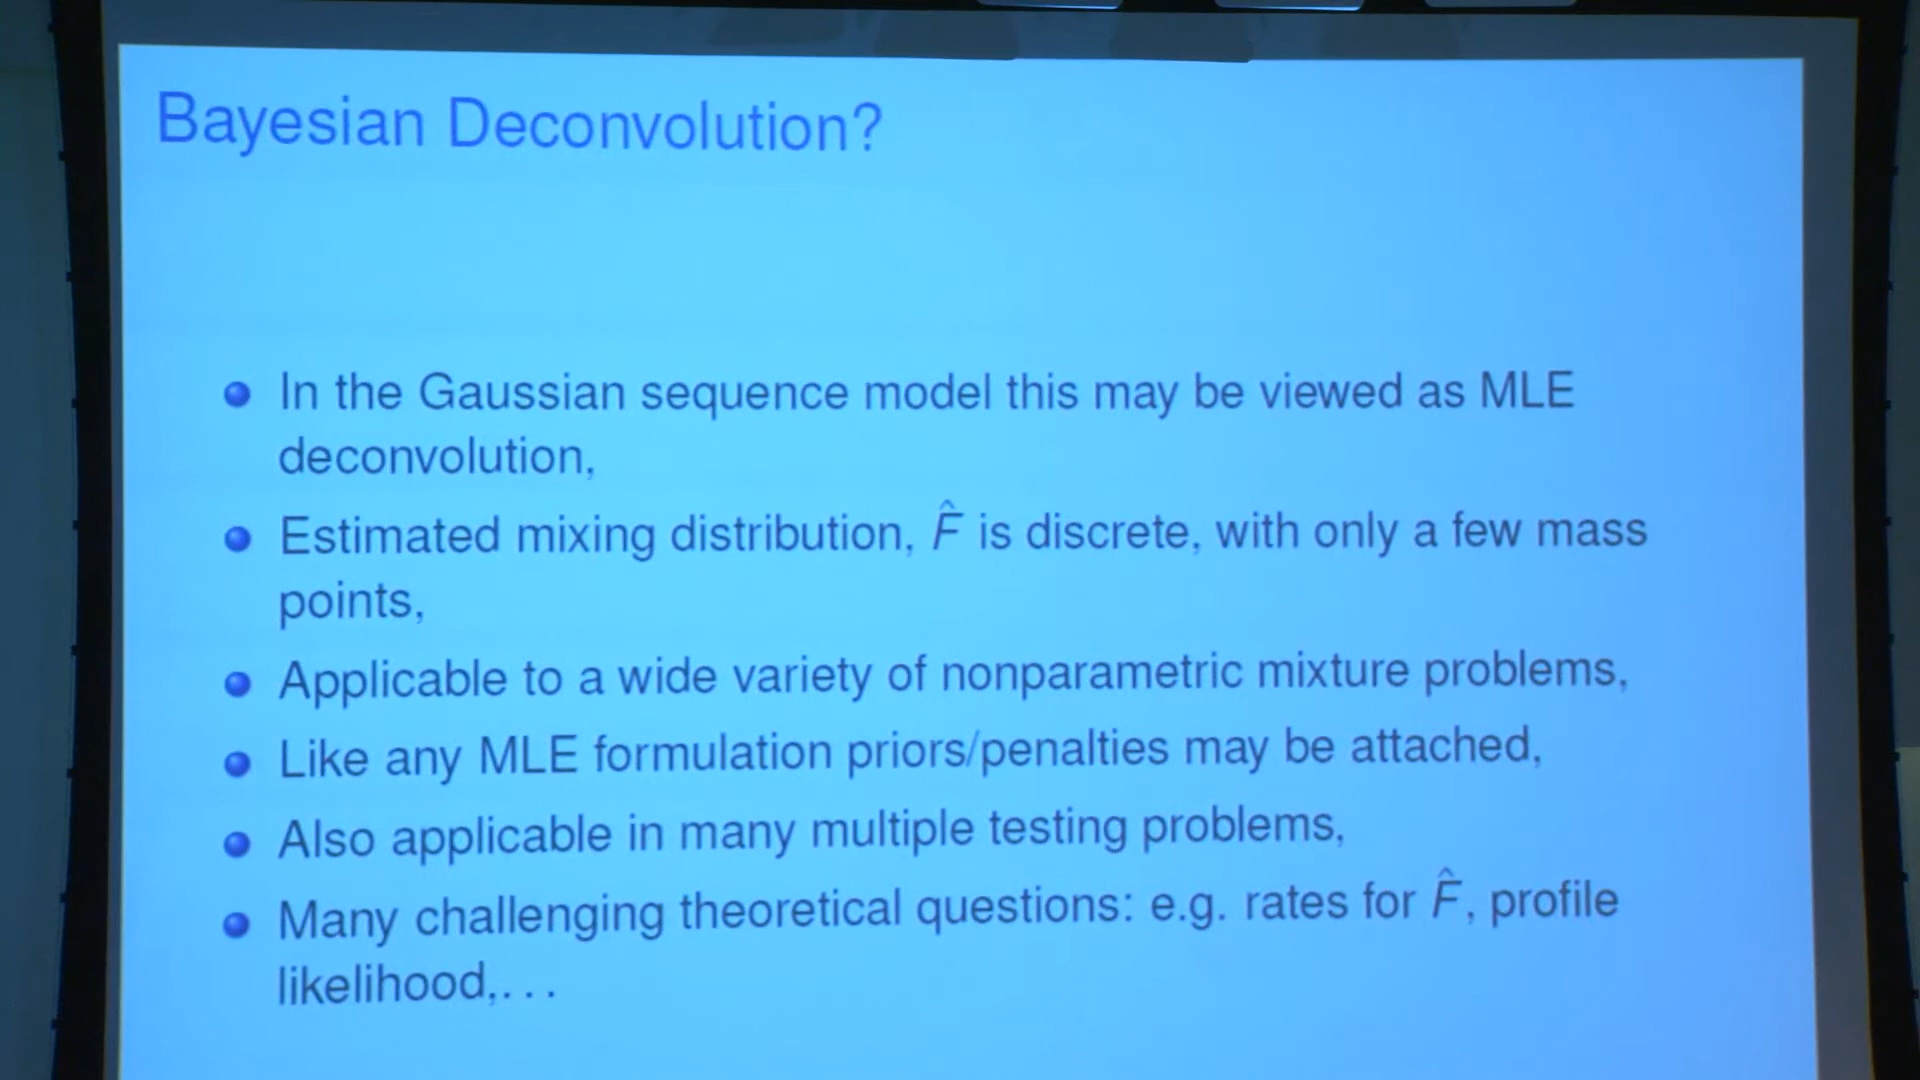 Bayesian Deconvolution?
In the Gaussian sequence model this may be viewed as MLE
deconvolution,
Estimated mixing distribution, F̂ is discrete, with only a few mass
points,
Applicable to a wide variety of nonparametric mixture problems,
Like any MLE formulation priors/penalties may be attached,
Also applicable in many multiple testing problems,
Many challenging theoretical questions: e.g. rates for F̂, profile
likelihood,...